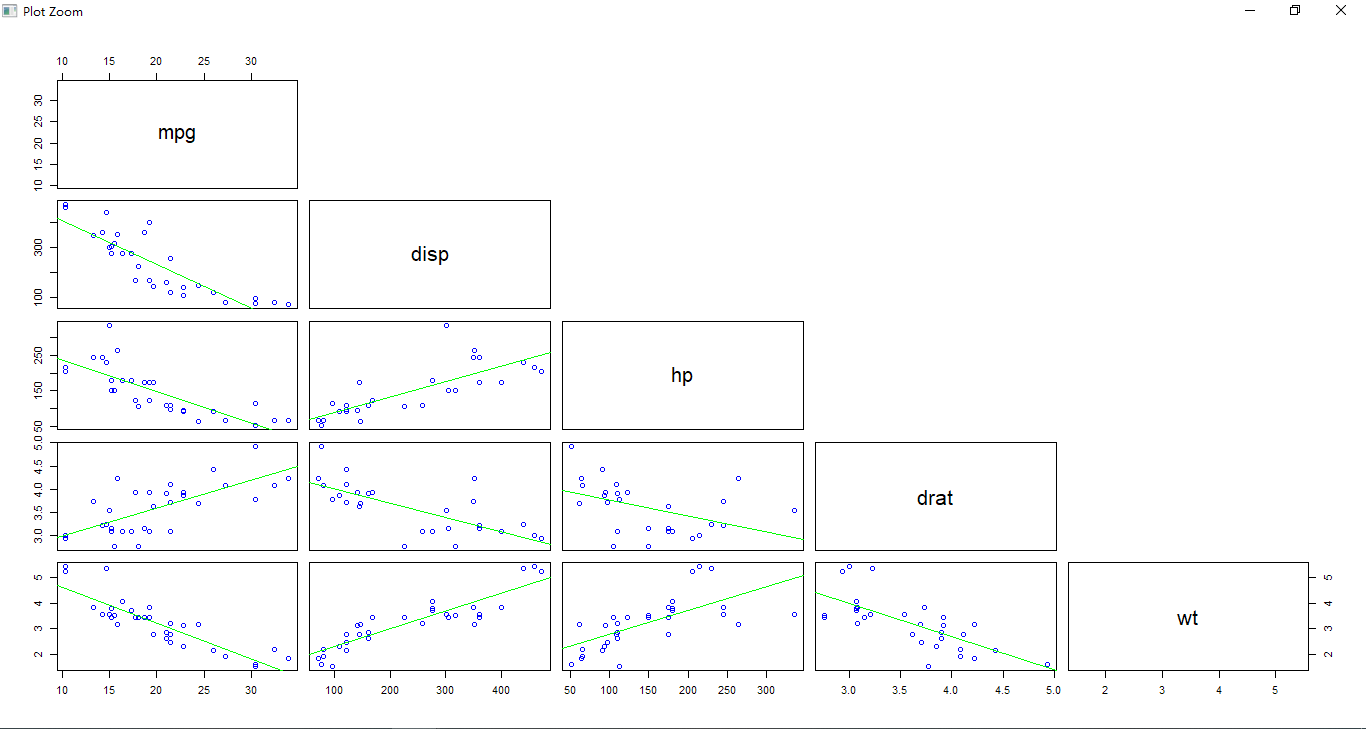 Plot Zoom
10 15 20 25 30
10 15 20 25 30
mpg
100 300
disp
50 150 250
hp
3.0 3.5 4.0 4.5 5.0
drat
2 3 4 5
wt
2 3 4 5
10 15 20 25 30
100 200 300 400
50 100 150 200 250 300
3.0 3.5 4.0 4.5 5.0
2 3 4 5